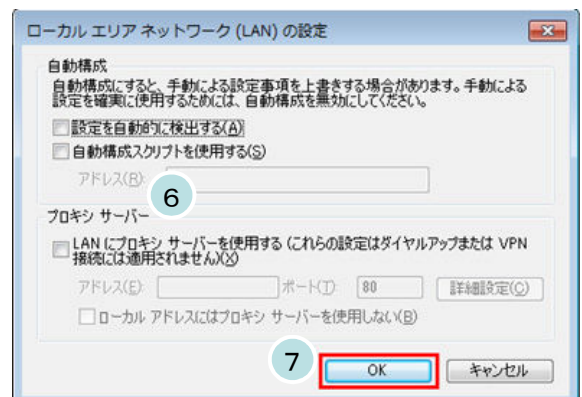 ローカル エリア ネットワーク (LAN) の設定
自動構成
自動構成にすると、手動による設定事項を上書きする場合があります。手動による
設定を確実に使用するためには、自動構成を無効にしてください。
設定を自動的に検出する(A)
自動構成スクリプトを使用する(S)
アドレス(R):
6
プロキシ サーバー
LAN にプロキシ サーバーを使用する (これらの設定はダイヤルアップまたは VPN
接続には適用されません)(X)
アドレス(E): ポート(T): 80 詳細設定(C)
ローカル アドレスにはプロキシ サーバーを使用しない(B)
7 OK キャンセル